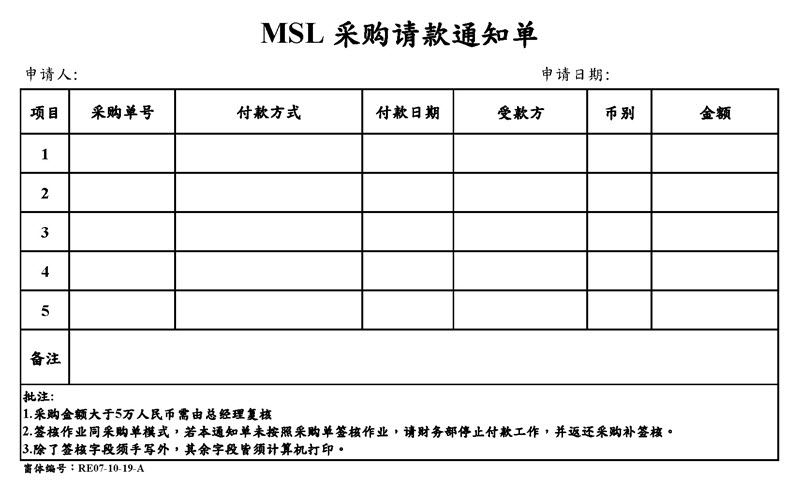 MSL 采购请款通知单
申请人: 申请日期:
项目 采购单号 付款方式 付款日期 受款方 币别 金额
1
2
3
4
5
备注
批注:
1.采购金额大于5万人民币需由总经理复核
2.签核作业同采购单模式，若本通知单未按照采购单签核作业，请财务部停止付款工作，并返还采购补签核。
3.除了签核字段须手写外，其余字段皆须计算机打印。
窗体编号：RE07-10-19-A